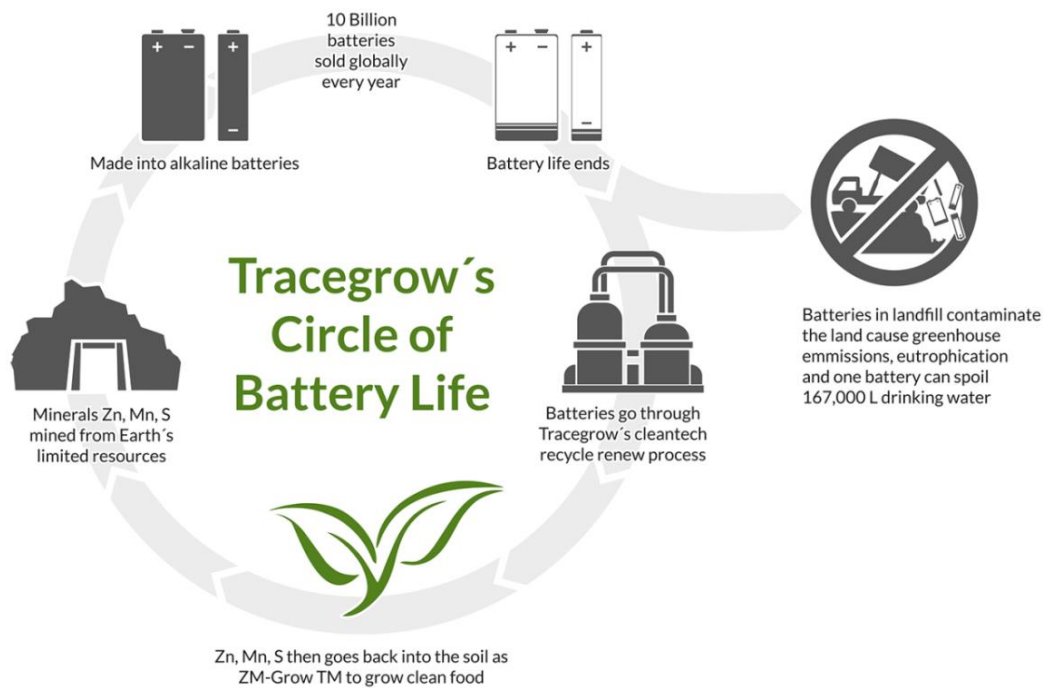 10 Billion
batteries
sold globally
every year
+ − +
−
Made into alkaline batteries
+ − +
−
Battery life ends
Tracegrow´s
Circle of
Battery Life
Batteries in landfill contaminate
the land cause greenhouse
emmissions, eutrophication
and one battery can spoil
167,000 L drinking water
Minerals Zn, Mn, S
mined from Earth´s
limited resources
Batteries go through
Tracegrow´s cleantech
recycle renew process
Zn, Mn, S then goes back into the soil as
ZM-Grow TM to grow clean food